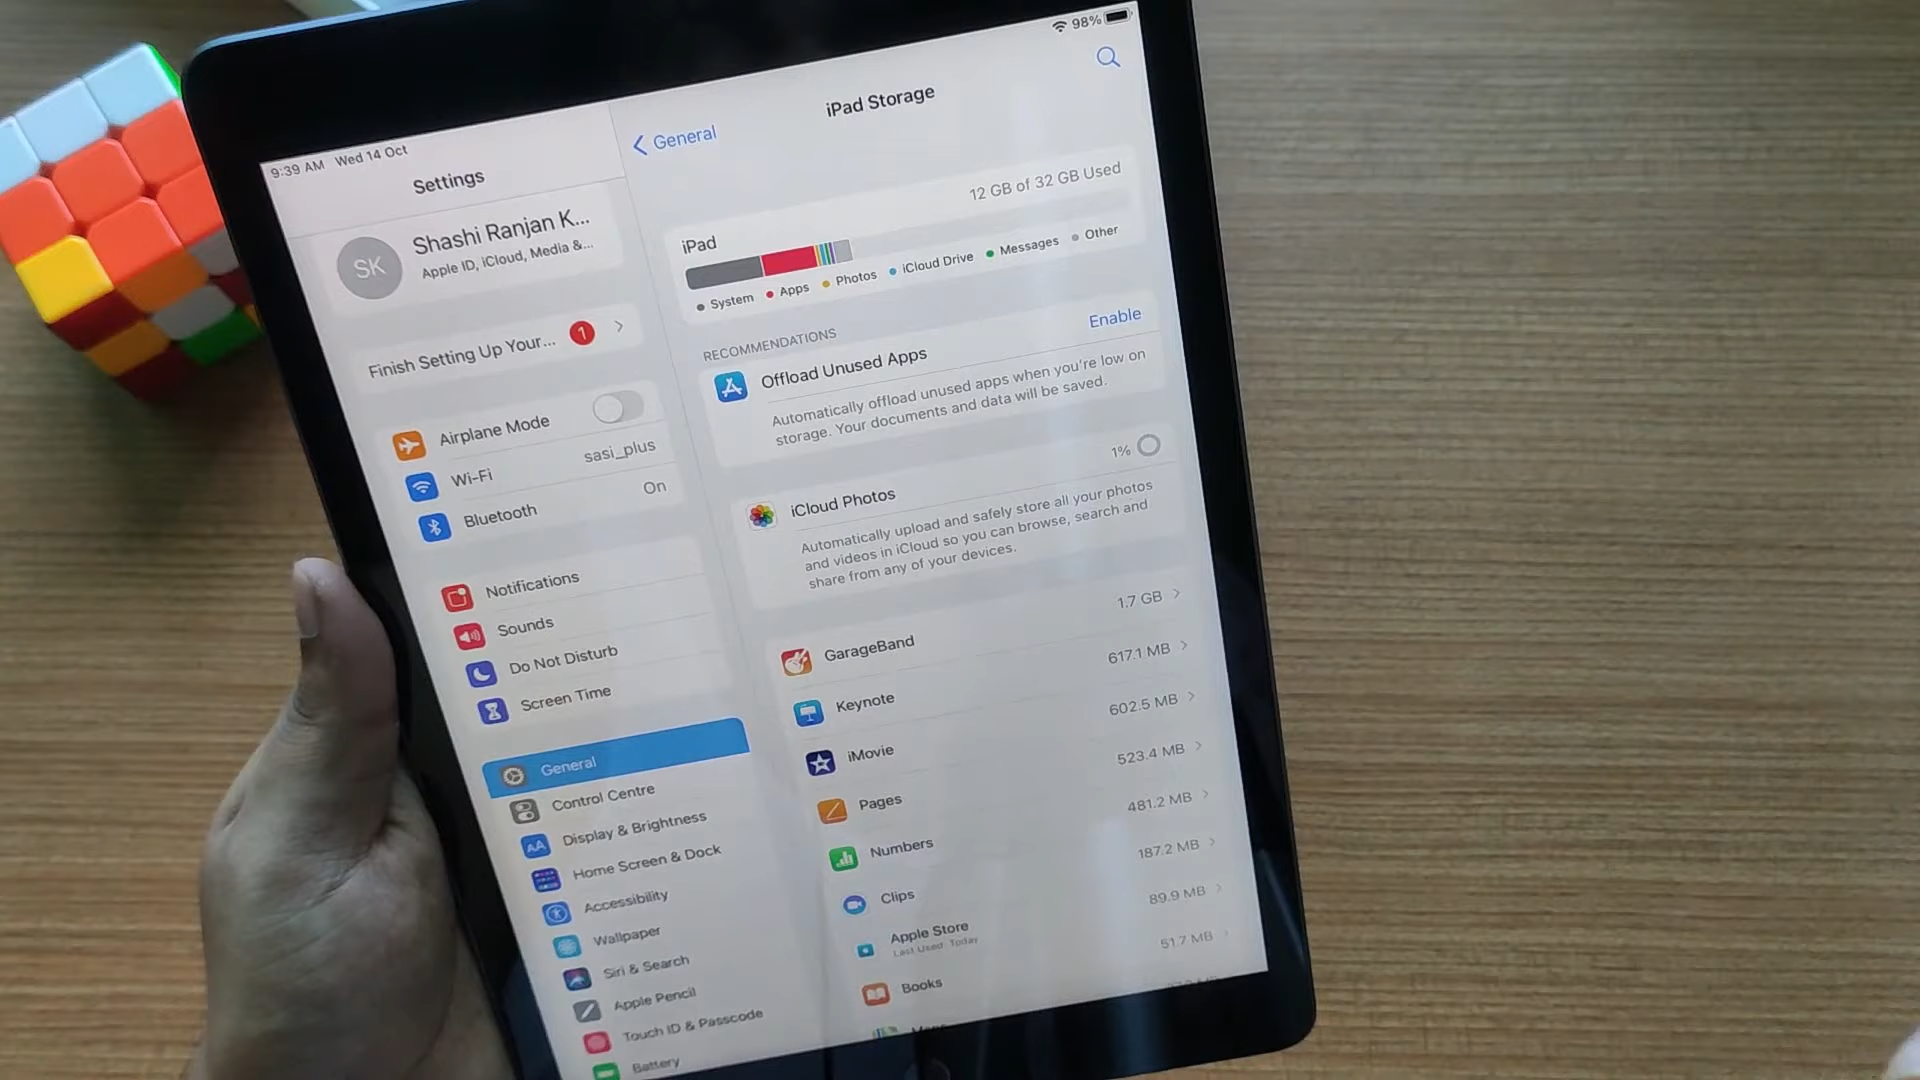 9:39 AM Wed 14 Oct
98%
Settings
SK
Shashi Ranjan K...
Apple ID, iCloud, Media &...
Finish Setting Up Your...
1
Airplane Mode
Wi-Fi
sasi_plus
Bluetooth
On
Notifications
Sounds
Do Not Disturb
Screen Time
General
Control Centre
AA
Display & Brightness
Home Screen & Dock
Accessibility
Wallpaper
Siri & Search
Apple Pencil
Touch ID & Passcode
Battery
General
iPad Storage
iPad
12 GB of 32 GB Used
System Apps Photos iCloud Drive Messages Other
RECOMMENDATIONS
Offload Unused Apps
Enable
Automatically offload unused apps when you're low on
storage. Your documents and data will be saved.
iCloud Photos
1%
Automatically upload and safely store all your photos
and videos in iCloud so you can browse, search and
share from any of your devices.
GarageBand
1.7 GB
Keynote
617.1 MB
iMovie
602.5 MB
Pages
523.4 MB
Numbers
481.2 MB
Clips
187.2 MB
Apple Store
Last Used: Today
89.9 MB
Books
51.7 MB